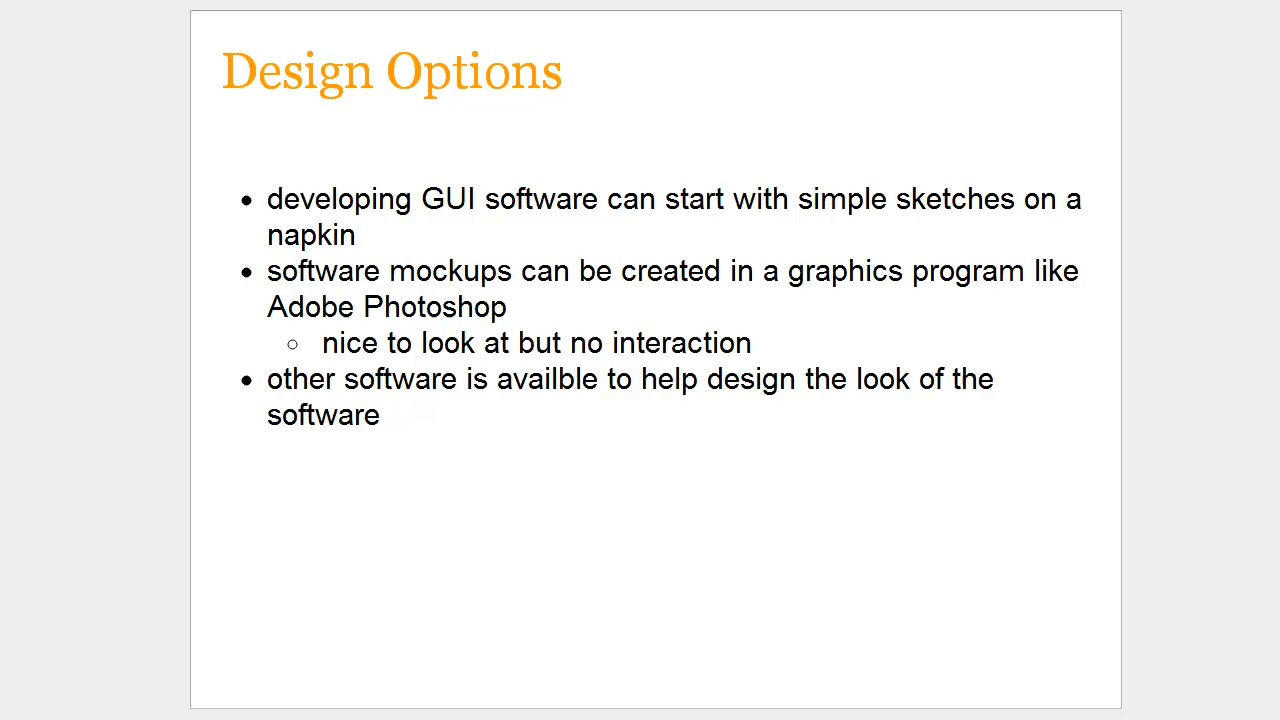 Design Options
• developing GUI software can start with simple sketches on a
napkin
• software mockups can be created in a graphics program like
Adobe Photoshop
○ nice to look at but no interaction
• other software is availble to help design the look of the
software